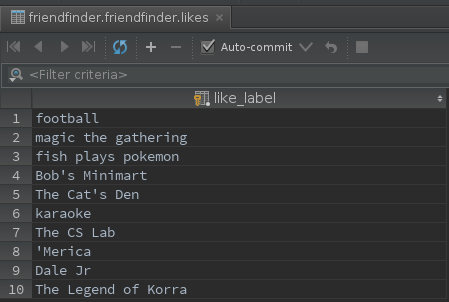 friendfinder.friendfinder.likes
Auto-commit
<Filter criteria>
like_label
1 football
2 magic the gathering
3 fish plays pokemon
4 Bob's Minimart
5 The Cat's Den
6 karaoke
7 The CS Lab
8 'Merica
9 Dale Jr
10 The Legend of Korra